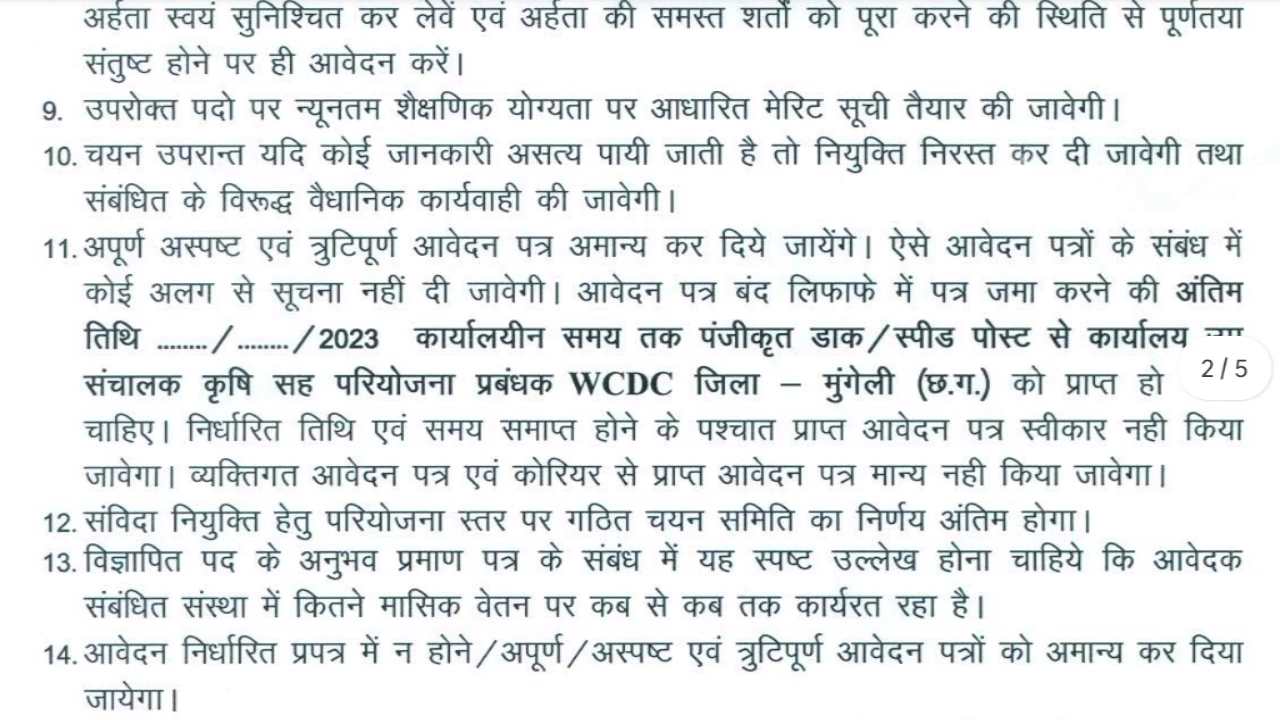 अर्हता स्वयं सुनिश्चित कर लेवें एवं अर्हता की समस्त शर्तों को पूरा करने की स्थिति से पूर्णतया
संतुष्ट होने पर ही आवेदन करें।
9. उपरोक्त पदो पर न्यूनतम शैक्षणिक योग्यता पर आधारित मेरिट सूची तैयार की जावेगी।
10. चयन उपरान्त यदि कोई जानकारी असत्य पायी जाती है तो नियुक्ति निरस्त कर दी जावेगी तथा
संबंधित के विरूद्ध वैधानिक कार्यवाही की जावेगी।
11. अपूर्ण अस्पष्ट एवं त्रुटिपूर्ण आवेदन पत्र अमान्य कर दिये जायेंगे। ऐसे आवेदन पत्रों के संबंध में
कोई अलग से सूचना नहीं दी जावेगी। आवेदन पत्र बंद लिफाफे में पत्र जमा करने की अंतिम
तिथि ......../......../2023 कार्यालयीन समय तक पंजीकृत डाक/स्पीड पोस्ट से कार्यालय
संचालक कृषि सह परियोजना प्रबंधक WCDC जिला – मुंगेली (छ.ग.) को प्राप्त हो
2/5
चाहिए। निर्धारित तिथि एवं समय समाप्त होने के पश्चात प्राप्त आवेदन पत्र स्वीकार नही किया
जावेगा। व्यक्तिगत आवेदन पत्र एवं कोरियर से प्राप्त आवेदन पत्र मान्य नही किया जावेगा।
12. संविदा नियुक्ति हेतु परियोजना स्तर पर गठित चयन समिति का निर्णय अंतिम होगा।
13. विज्ञापित पद के अनुभव प्रमाण पत्र के संबंध में यह स्पष्ट उल्लेख होना चाहिये कि आवेदक
संबंधित संस्था में कितने मासिक वेतन पर कब से कब तक कार्यरत रहा है।
14. आवेदन निर्धारित प्रपत्र में न होने/अपूर्ण/अस्पष्ट एवं त्रुटिपूर्ण आवेदन पत्रों को अमान्य कर दिया
जायेगा।